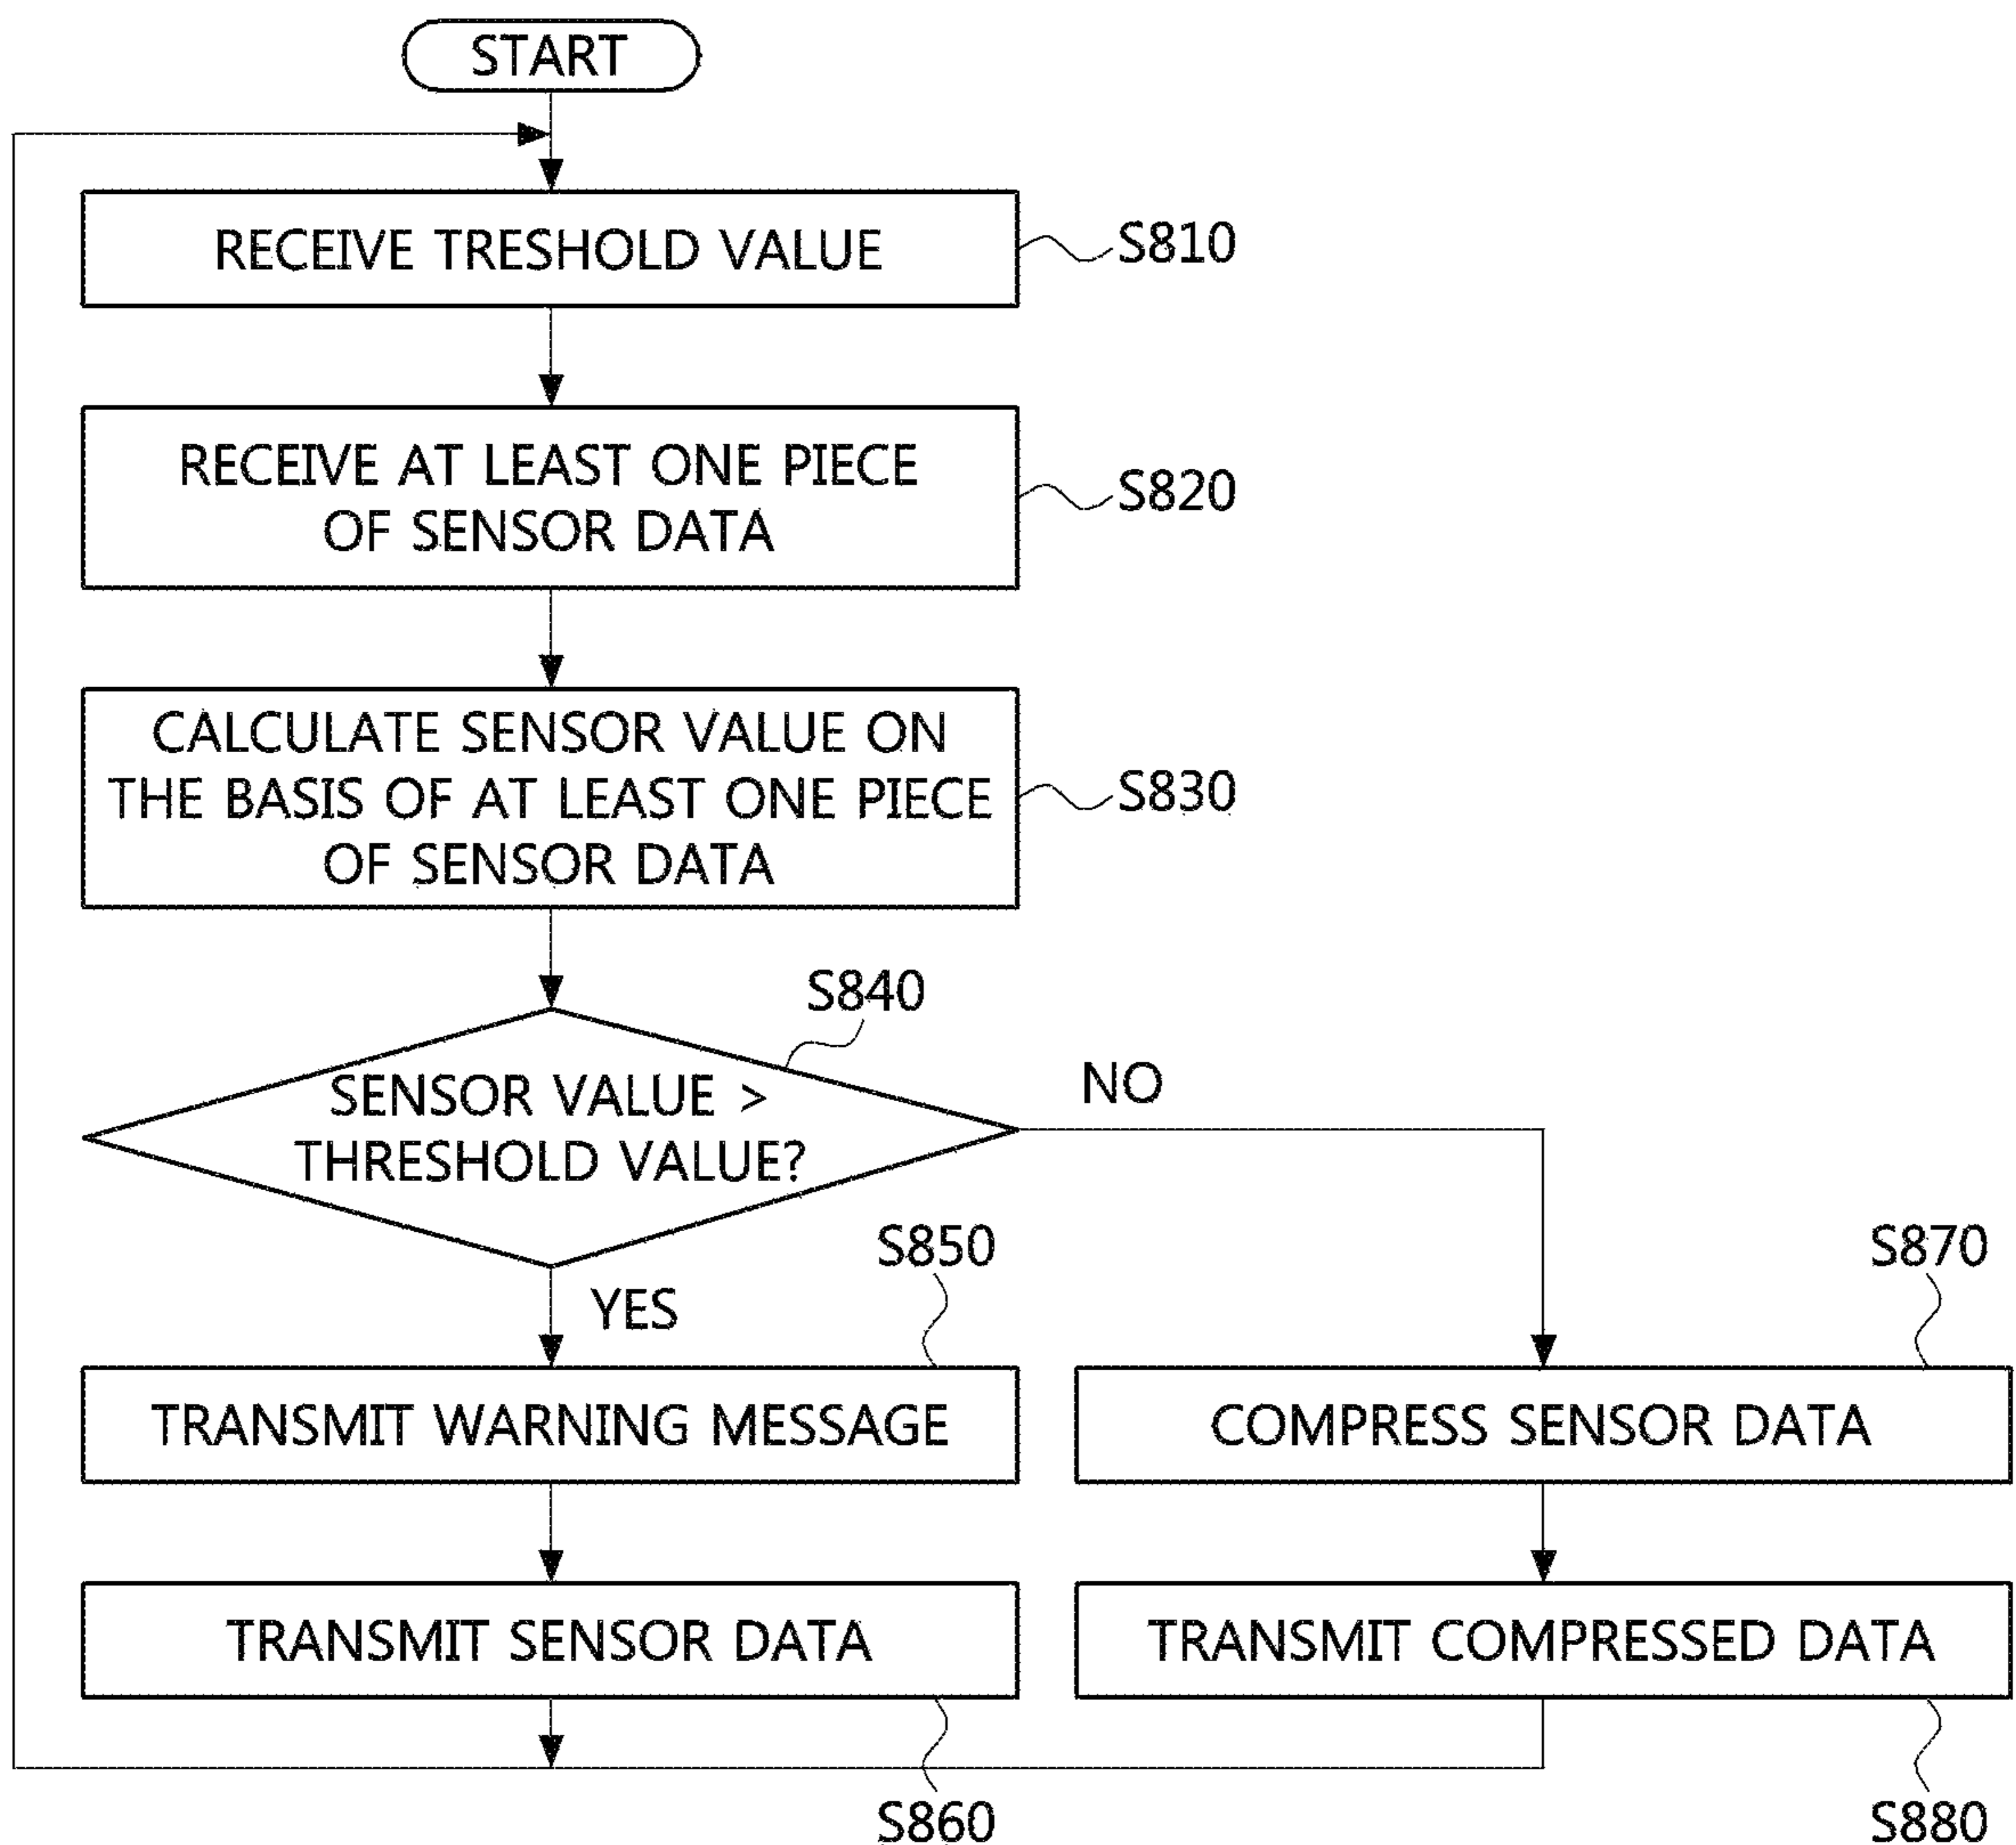 START
RECEIVE TRESHOLD VALUE
S810
RECEIVE AT LEAST ONE PIECE
OF SENSOR DATA
S820
CALCULATE SENSOR VALUE ON
THE BASIS OF AT LEAST ONE PIECE
OF SENSOR DATA
S830
S840
SENSOR VALUE >
THRESHOLD VALUE?
NO
YES
S850
TRANSMIT WARNING MESSAGE
S870
COMPRESS SENSOR DATA
TRANSMIT SENSOR DATA
TRANSMIT COMPRESSED DATA
S860
S880